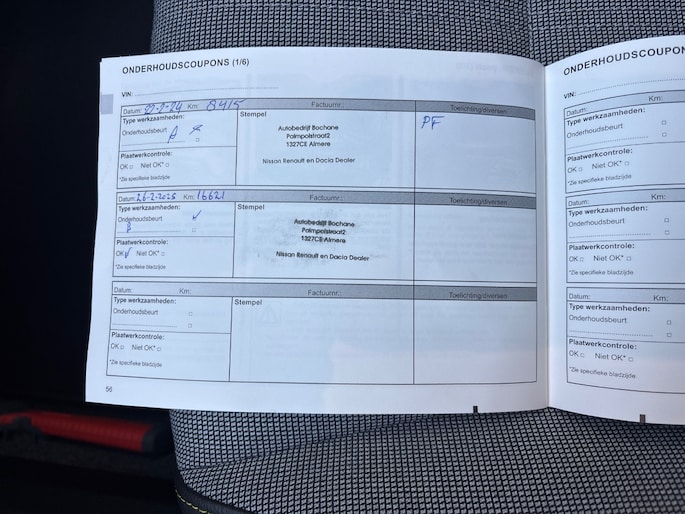 ONDERHOUDSCOUPONS (1/6)
VIN:
Datum: 22-2-24 Km: 8415 Factuurnr.: Toelichting/diversen
Type werkzaamheden: Stempel
Onderhoudsbeurt
A
PF
Autobedrijf Bochane
Palmpolstraat2
1327CE Almere
Nissan Renault en Dacia Dealer
Plaatwerkcontrole:
OK Niet OK*
*Zie specifieke bladzijde
Datum: 26-2-2025 Km: 16621 Factuurnr.: Toelichting/diversen
Type werkzaamheden: Stempel
Onderhoudsbeurt
B
Autobedrijf Bochane
Palmpolstraat2
1327CE Almere
Nissan Renault en Dacia Dealer
Plaatwerkcontrole:
OK Niet OK*
*Zie specifieke bladzijde
Datum: Km: Factuurnr.: Toelichting/diversen
Type werkzaamheden: Stempel
Onderhoudsbeurt
Plaatwerkcontrole:
OK Niet OK*
*Zie specifieke bladzijde
56
ONDERHOUDSCOUPON
VIN:
Datum: Km:
Type werkzaamheden:
Onderhoudsbeurt
Plaatwerkcontrole:
OK Niet OK*
*Zie specifieke bladzijde
Datum: Km:
Type werkzaamheden:
Onderhoudsbeurt
Plaatwerkcontrole:
OK Niet OK*
*Zie specifieke bladzijde
Datum: Km:
Type werkzaamheden:
Onderhoudsbeurt
Plaatwerkcontrole:
OK Niet OK*
*Zie specifieke bladzijde